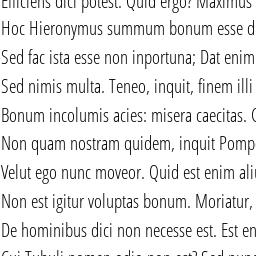 Efficiens dici potest. Quid ergo? Maximus
Hoc Hieronymus summum bonum esse d
Sed fac ista esse non inportuna; Dat enim
Sed nimis multa. Teneo, inquit, finem illi
Bonum incolumis acies: misera caecitas. C
Non quam nostram quidem, inquit Pomp
Velut ego nunc moveor. Quid est enim aliu
Non est igitur voluptas bonum. Moriatur,
De hominibus dici non necesse est. Est en